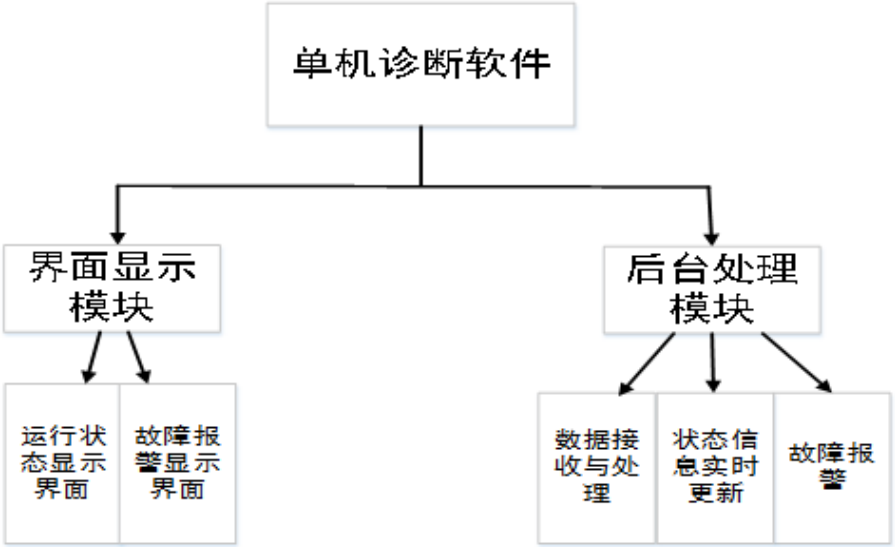 单机诊断软件
界面显示
模块
后台处理
模块
运行状
态显示
界面
故障报
警显示
界面
数据接
收与处
理
状态信
息实时
更新
故障报
警